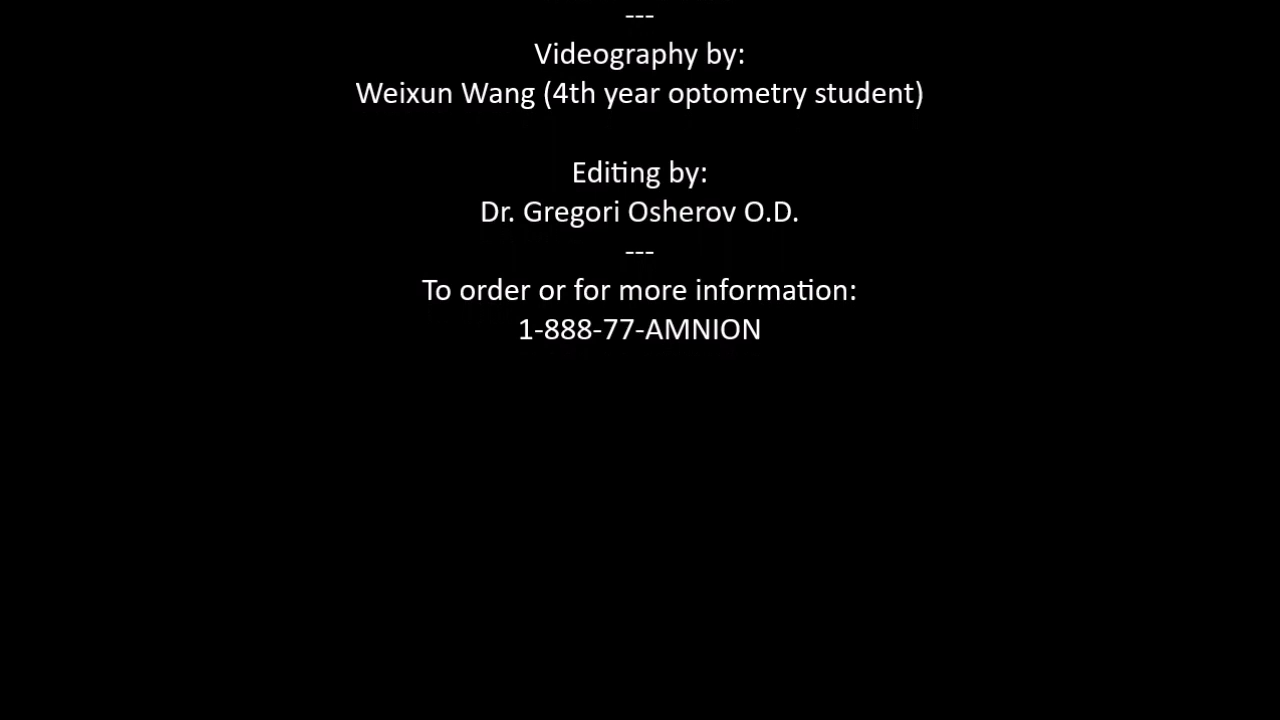 ---
Videography by:
Weixun Wang (4th year optometry student)
Editing by:
Dr. Gregori Osherov O.D.
---
To order or for more information:
1-888-77-AMNION